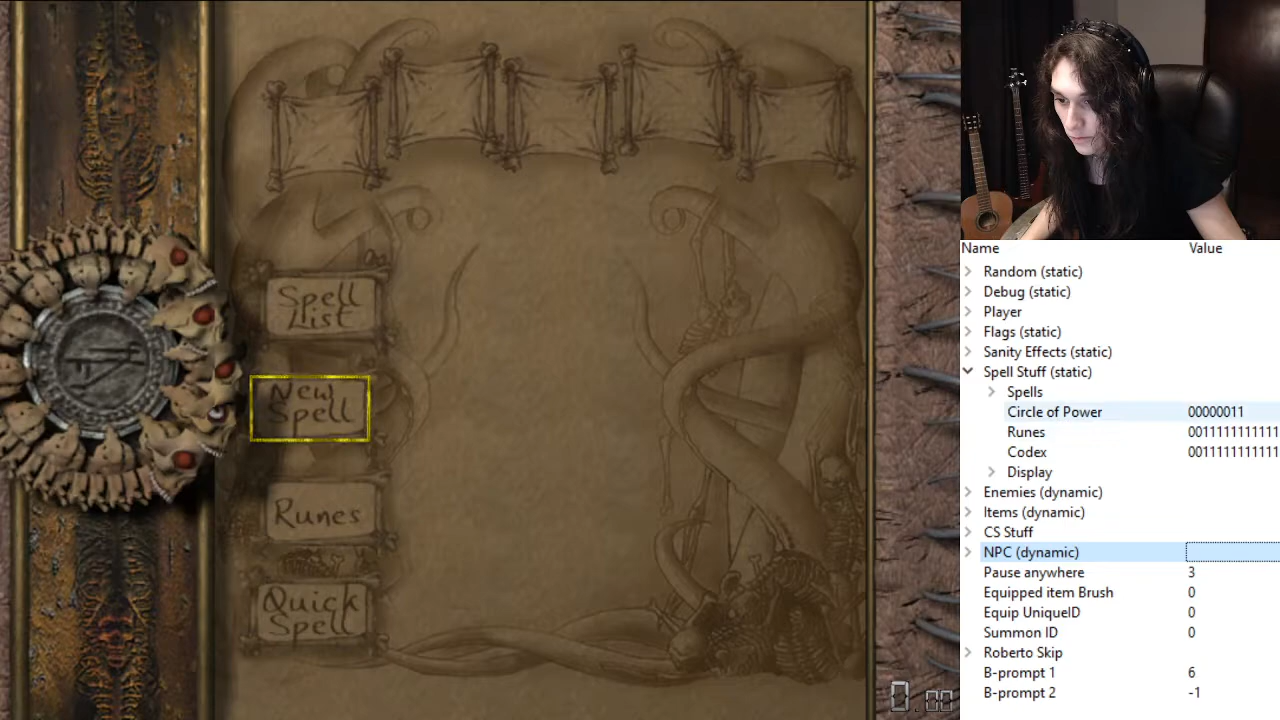 Spell
List
New
Spell
Runes
Quick
Spell
0.00
Name Value
Random (static)
Debug (static)
Player
Flags (static)
Sanity Effects (static)
Spell Stuff (static)
Spells
Circle of Power 00000011
Runes 0011111111111
Codex 0011111111111
Display
Enemies (dynamic)
Items (dynamic)
CS Stuff
NPC (dynamic)
Pause anywhere 3
Equipped item Brush 0
Equip UniqueID 0
Summon ID 0
Roberto Skip
B-prompt 1 6
B-prompt 2 -1